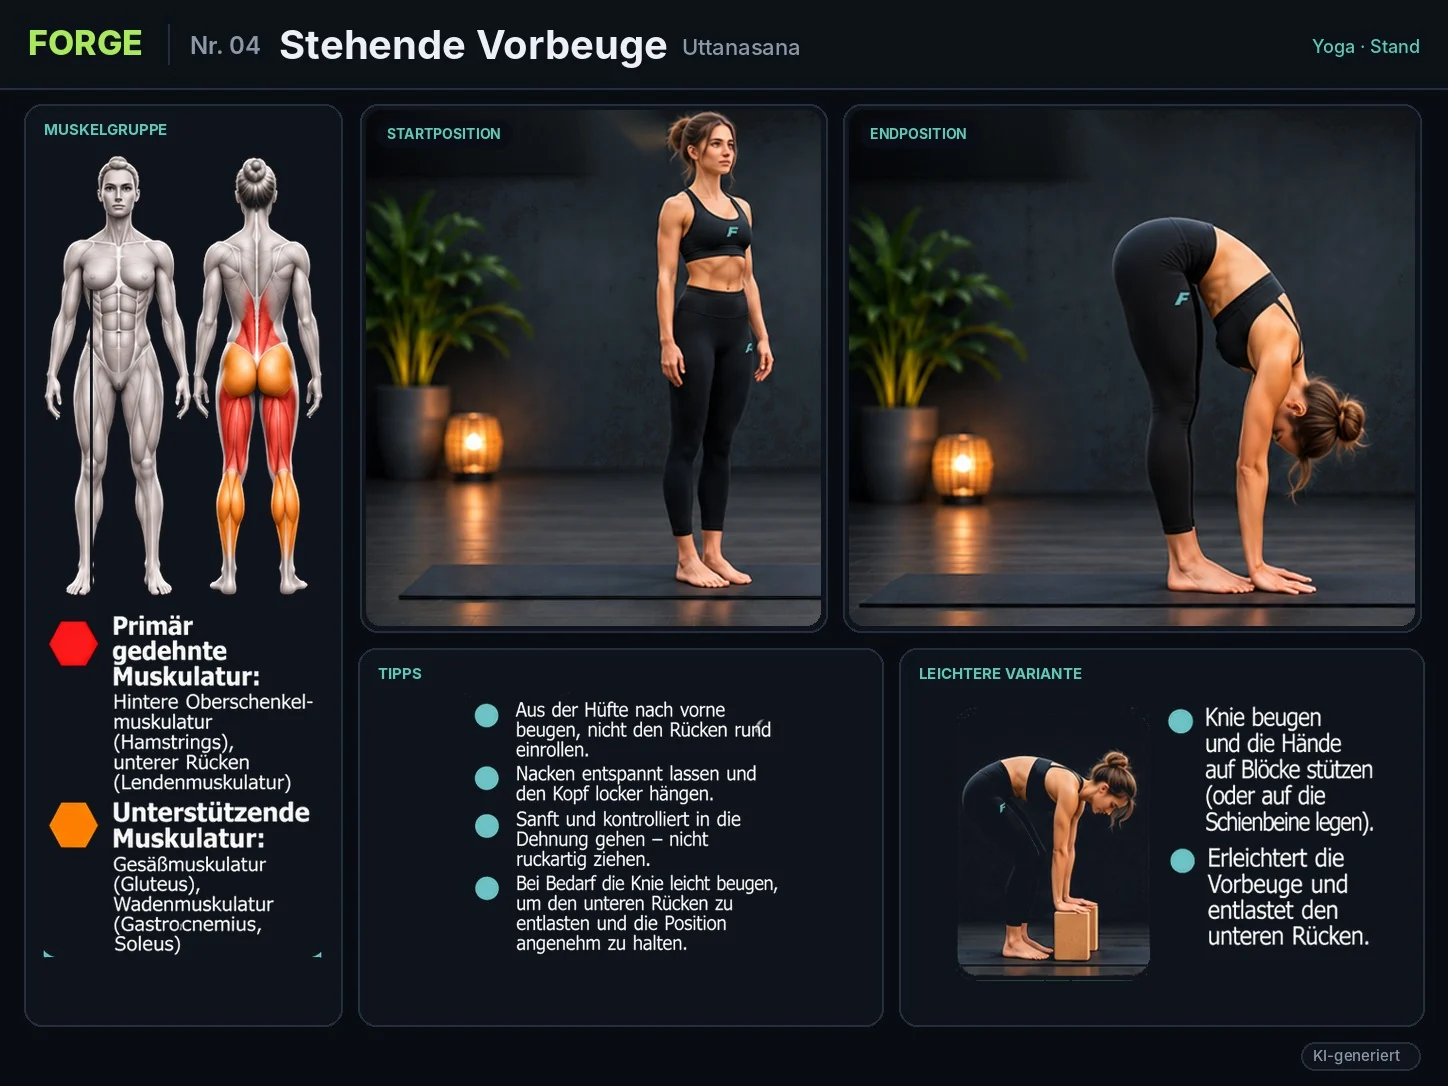 FORGE
Nr. 04
Stehende Vorbeuge
Uttanasana
Yoga · Stand
MUSKELGRUPPE
Primär
gedehnte
Muskulatur:
Hintere Oberschenkel-
muskulatur
(Hamstrings),
unterer Rücken
(Lendenmuskulatur)
Unterstützende
Muskulatur:
Gesäßmuskulatur
(Gluteus),
Wadenmuskulatur
(Gastrocnemius,
Soleus)
STARTPOSITION
F
F
ENDPOSITION
F
TIPPS
Aus der Hüfte nach vorne
beugen, nicht den Rücken rund
einrollen.
Nacken entspannt lassen und
den Kopf locker hängen.
Sanft und kontrolliert in die
Dehnung gehen – nicht
ruckartig ziehen.
Bei Bedarf die Knie leicht beugen,
um den unteren Rücken zu
entlasten und die Position
angenehm zu halten.
LEICHTERE VARIANTE
F
Knie beugen
und die Hände
auf Blöcke stützen
(oder auf die
Schienbeine legen).
Erleichtert die
Vorbeuge und
entlastet den
unteren Rücken.
KI-generiert